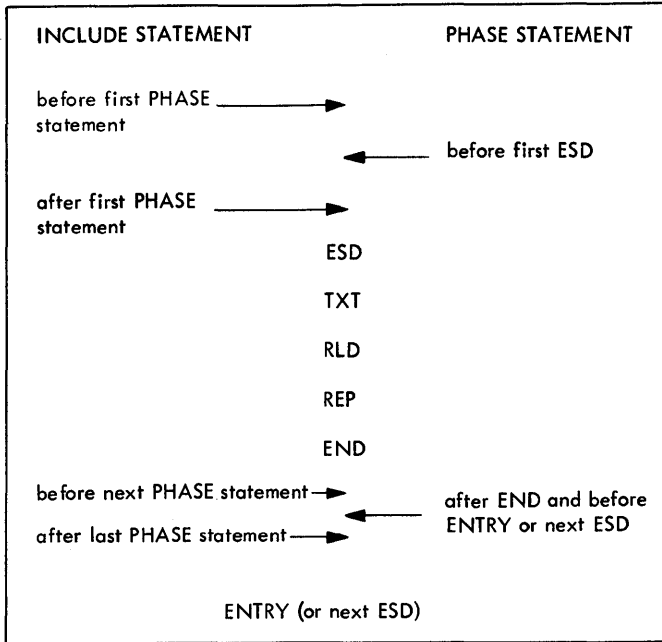 INCLUDE STATEMENT PHASE STATEMENT
before first PHASE
statement
before first ESD
after first PHASE
statement
ESD
TXT
RLD
REP
END
before next PHASE statement
after END and before
ENTRY or next ESD
after last PHASE statement
ENTRY (or next ESD)